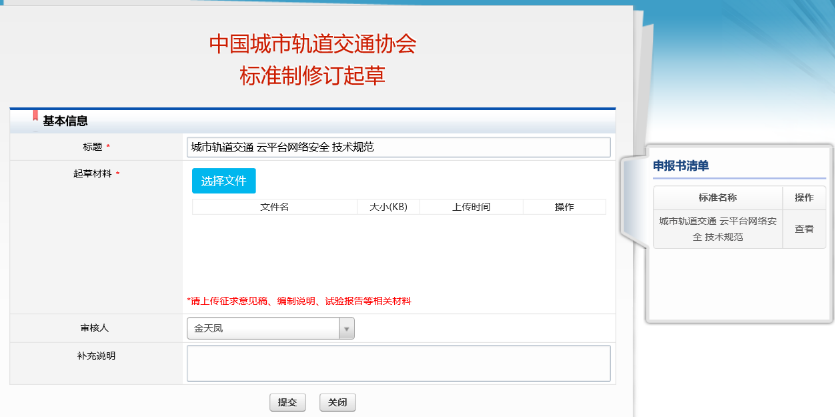 中国城市轨道交通协会
标准制修订起草
基本信息
标题 *
城市轨道交通 云平台网络安全 技术规范
起草材料 *
选择文件
文件名 大小(KB) 上传时间 操作
*请上传征求意见稿、编制说明、试验报告等相关材料
审核人
金天凤
补充说明
提交 关闭
申报书清单
标准名称 操作
城市轨道交通 云平台网络安
全 技术规范
查看